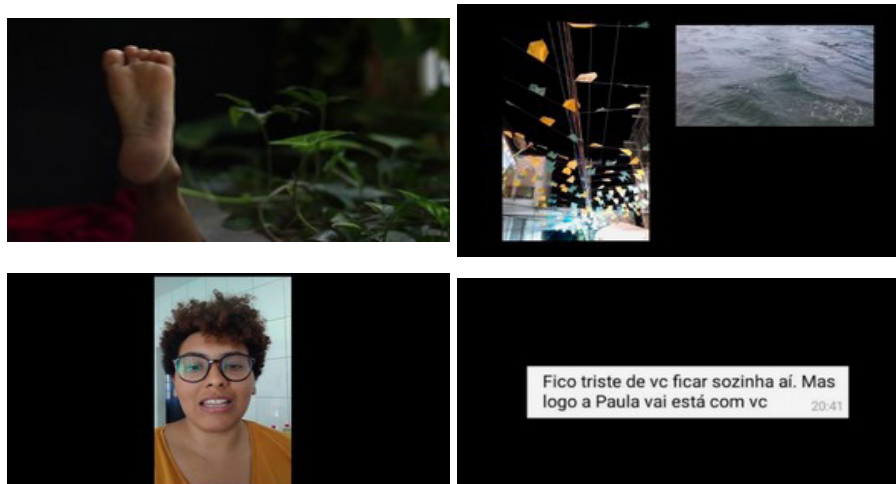 Fico triste de vc ficar sozinha aí. Mas
logo a Paula vai está com vc
20:41